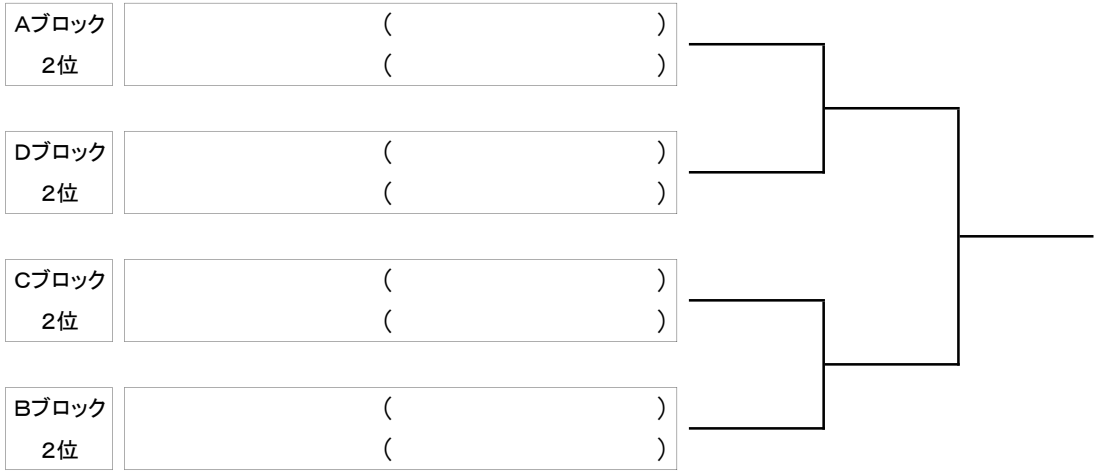 Aブロック ( )
2位 ( )
Dブロック ( )
2位 ( )
Cブロック ( )
2位 ( )
Bブロック ( )
2位 ( )